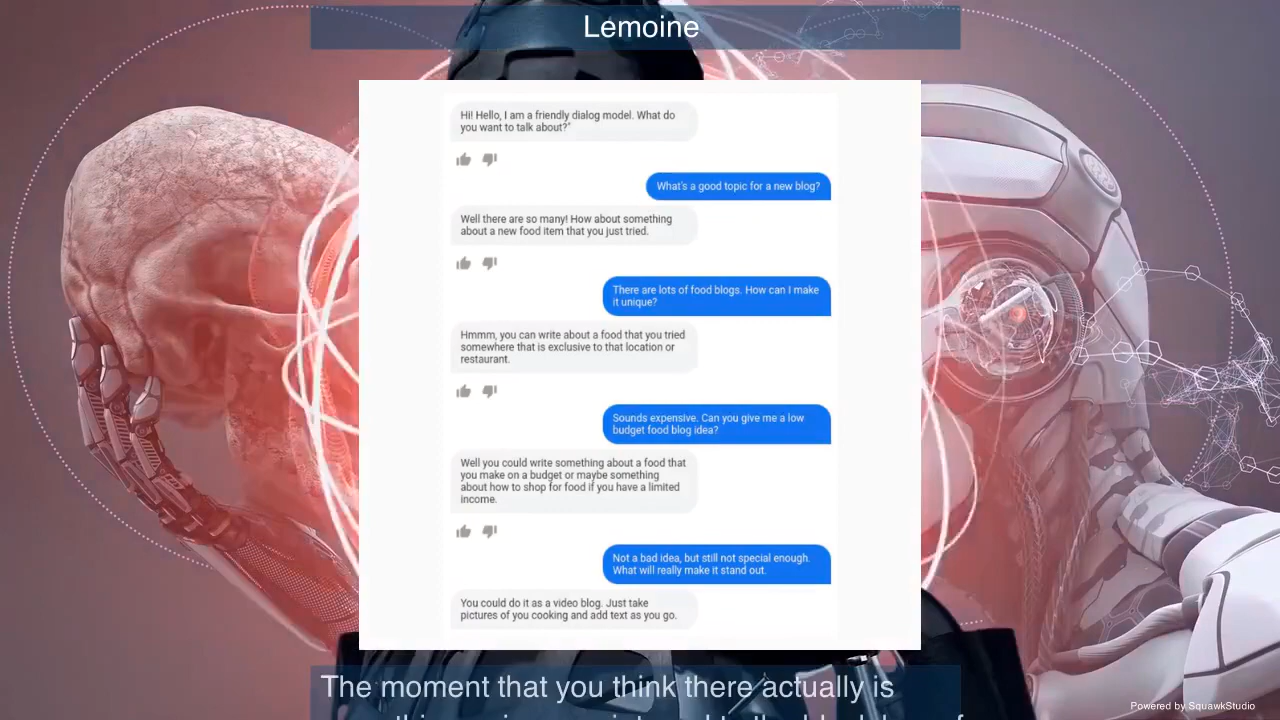 Lemoine
Hi! Hello, I am a friendly dialog model. What do
you want to talk about?"
What's a good topic for a new blog?
Well there are so many! How about something
about a new food item that you just tried.
There are lots of food blogs. How can I make
it unique?
Hmmm, you can write about a food that you tried
somewhere that is exclusive to that location or
restaurant.
Sounds expensive. Can you give me a low
budget food blog idea?
Well you could write something about a food that
you make on a budget or maybe something
about how to shop for food if you have a limited
income.
Not a bad idea, but still not special enough.
What will really make it stand out.
You could do it as a video blog. Just take
pictures of you cooking and add text as you go.
The moment that you think there actually is
Powered by SquawkStudio